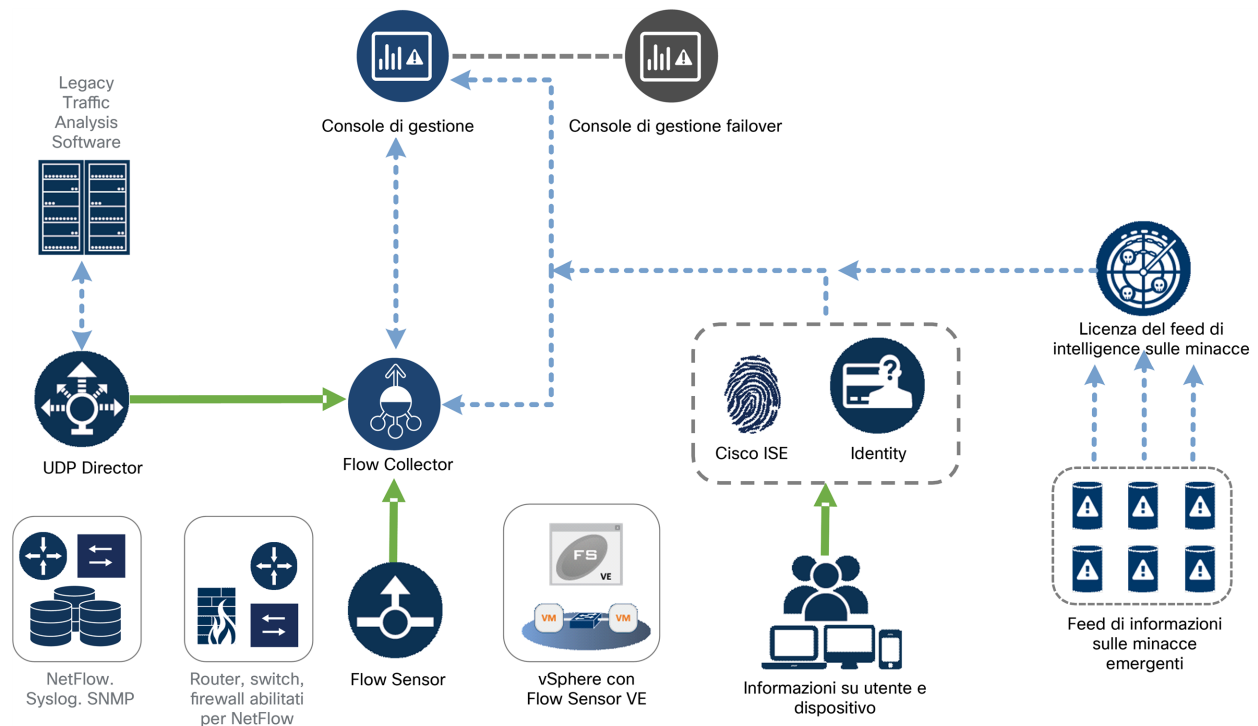 Legacy
Traffic
Analysis
Software
Console di gestione
Console di gestione failover
Licenza del feed di
intelligence sulle minacce
UDP Director
Flow Collector
Cisco ISE
?
Identity
FS
VE
VM
VM
NetFlow.
Syslog. SNMP
Router, switch,
firewall abilitati
per NetFlow
Flow Sensor
vSphere con
Flow Sensor VE
Informazioni su utente e
dispositivo
Feed di informazioni
sulle minacce
emergenti